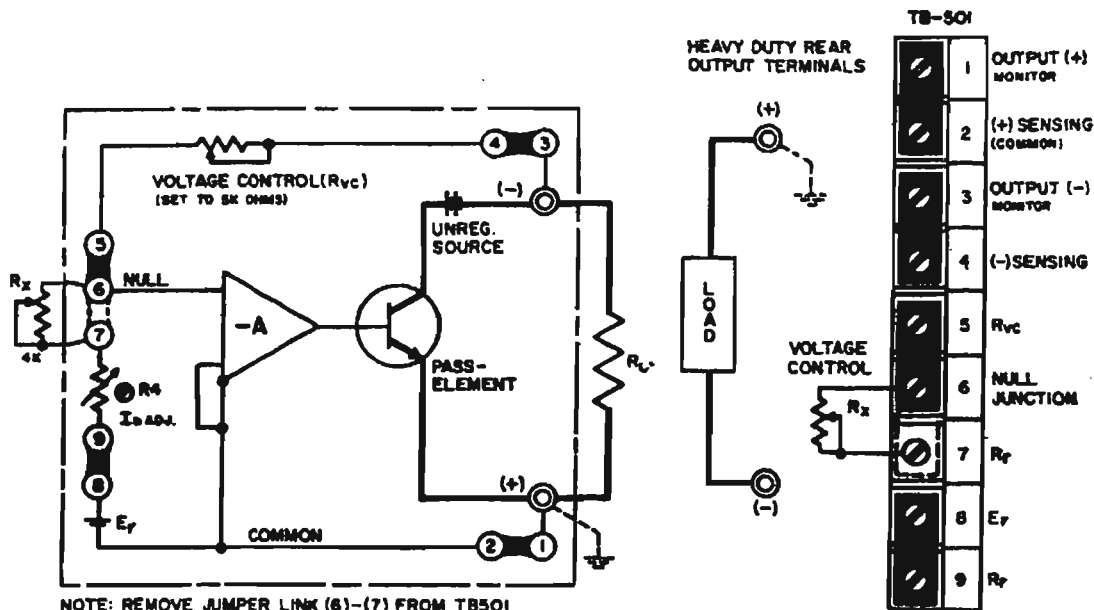 VOLTAGE CONTROL (RVC)
(SET TO 5K OHMS)
4
3
(-)
UNREG.
SOURCE
5
6
NULL
RX
7
4K
-A
PASS-
ELEMENT
R4
ADJ.
9
8
Er
COMMON
(+)
2
1
NOTE: REMOVE JUMPER LINK (6)-(7) FROM TB501
HEAVY DUTY REAR
OUTPUT TERMINALS
(+)
LOAD
(-)
VOLTAGE
CONTROL
RX
TB-501
1 OUTPUT (+)
MONITOR
2 (+) SENSING
(COMMON)
3 OUTPUT (-)
MONITOR
4 (-) SENSING
5 RVC
6 NULL
JUNCTION
7 Rr
8 Er
9 Rr